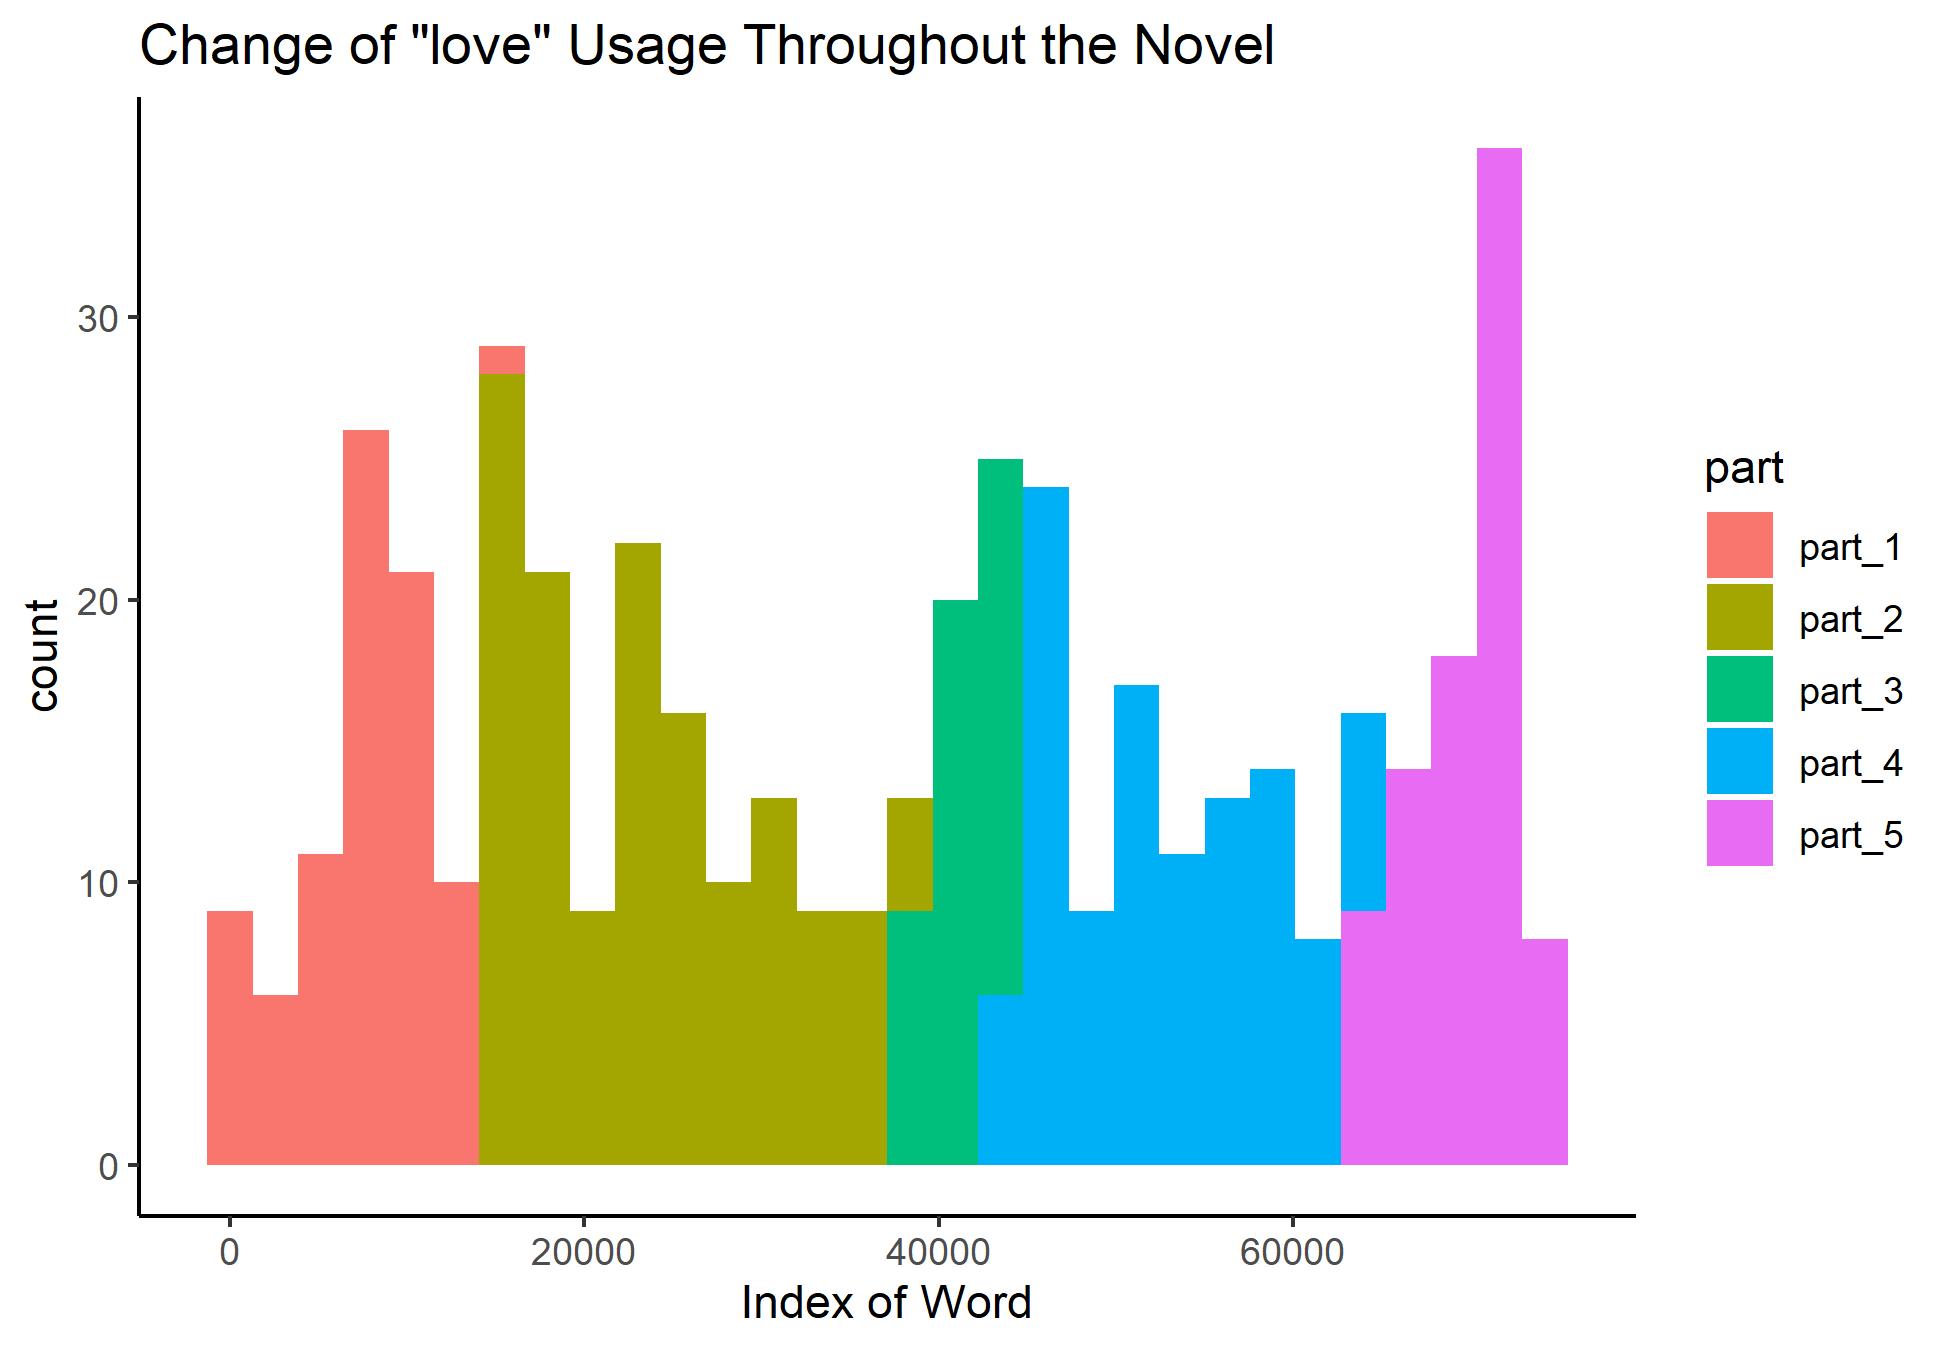 Change of "love" Usage Throughout the Novel
count
30
20
10
0
0 20000 40000 60000
Index of Word
part
part_1
part_2
part_3
part_4
part_5